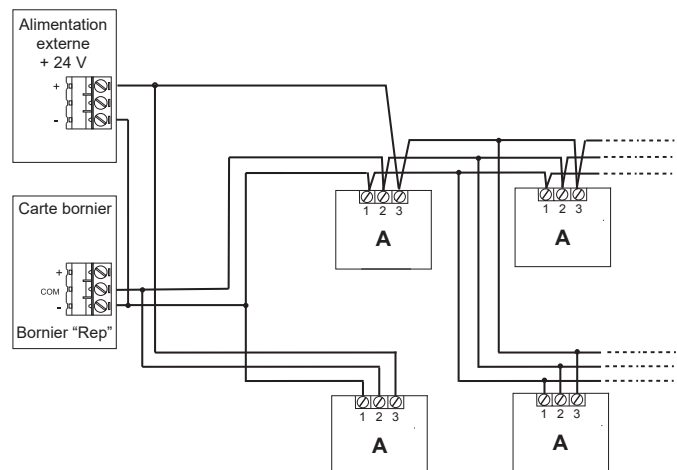 Alimentation
externe
+ 24 V
+
-
Carte bornier
+
COM
-
Bornier “Rep”
1 2 3
A
1 2 3
A
1 2 3
A
1 2 3
A